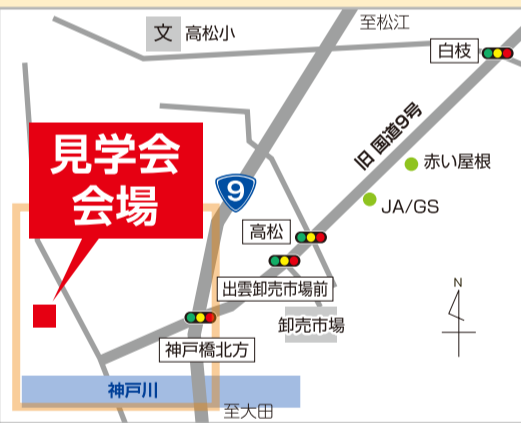 至松江
文 高松小
白枝
旧 国道9号
見学会
会場
赤い屋根
9
JA/GS
高松
出雲卸売市場前
N
卸売市場
神戸橋北方
神戸川
至大田